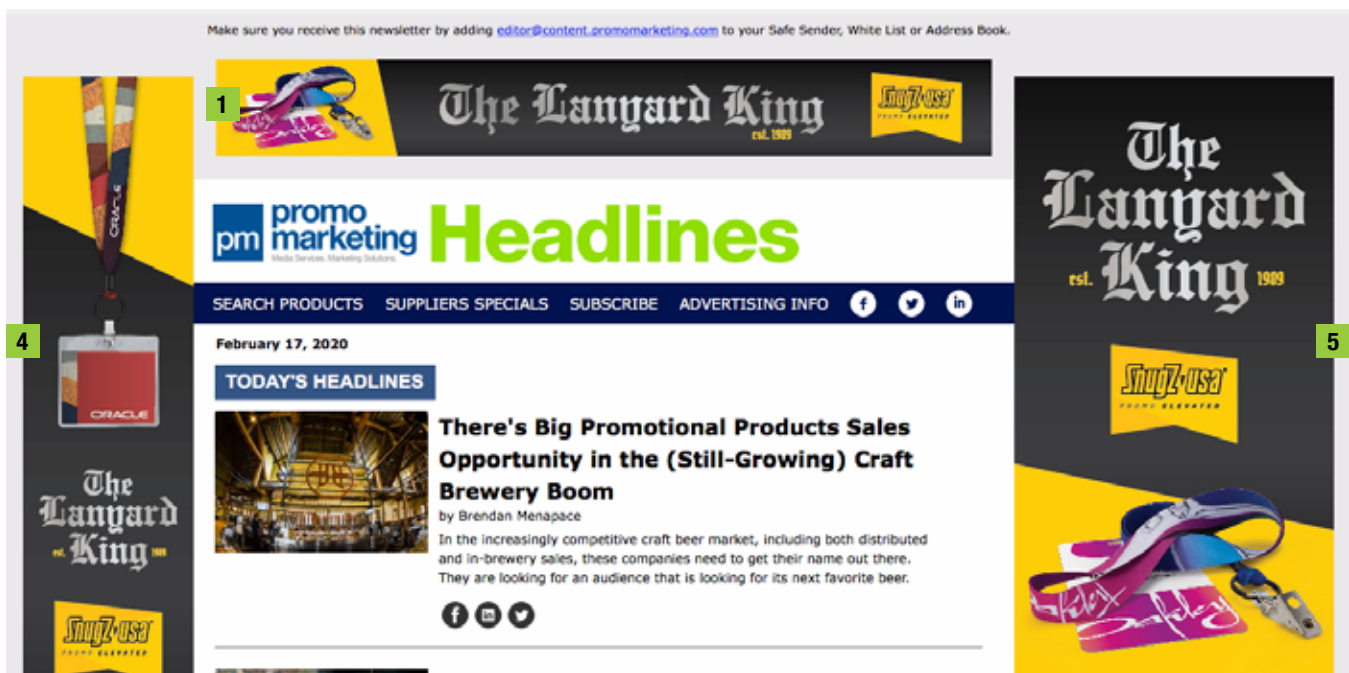 Make sure you receive this newsletter by adding editor@content.promomarketing.com to your Safe Sender, White List or Address Book.
1
The Lanyard King
est. 1989
SnugZ•usa
PROMO ELEVATED
pm promo marketing
Media Services. Marketing Solutions.
Headlines
SEARCH PRODUCTS SUPPLIERS SPECIALS SUBSCRIBE ADVERTISING INFO
February 17, 2020
TODAY'S HEADLINES
There's Big Promotional Products Sales
Opportunity in the (Still-Growing) Craft
Brewery Boom
by Brendan Menapace
In the increasingly competitive craft beer market, including both distributed
and in-brewery sales, these companies need to get their name out there.
They are looking for an audience that is looking for its next favorite beer.
ORACLE
4
ORACLE
The
Lanyard
est. King 1989
SnugZ•usa
PROMO ELEVATED
The
Lanyard
est. King 1989
5
SnugZ•usa
PROMO ELEVATED
Oakley